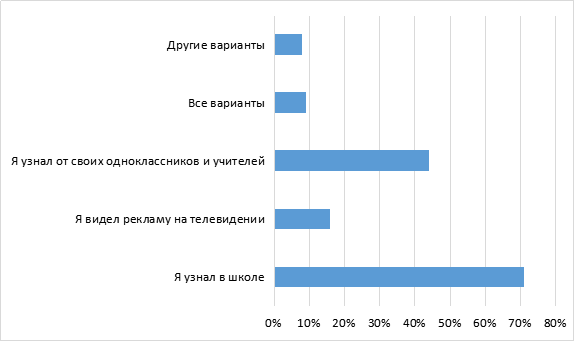 Другие варианты
Все варианты
Я узнал от своих одноклассников и учителей
Я видел рекламу на телевидении
Я узнал в школе
0% 10% 20% 30% 40% 50% 60% 70% 80%